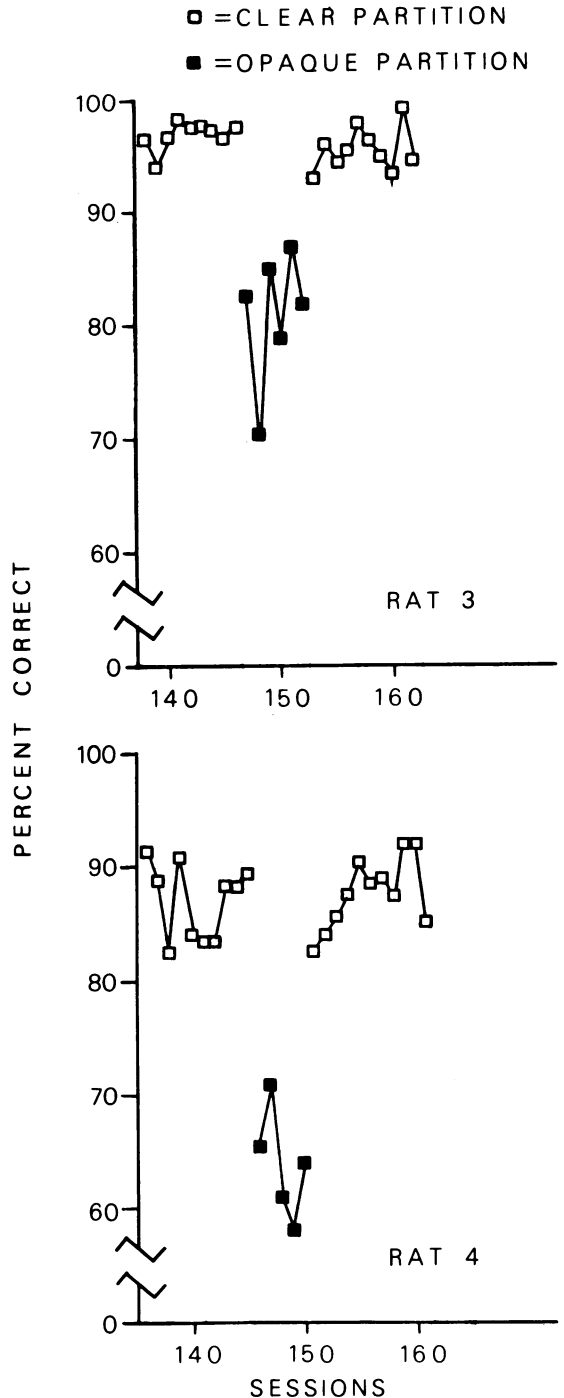 =CLEAR PARTITION
=OPAQUE PARTITION
100
90
80
70
60
0
RAT 3
140 150 160
PERCENT CORRECT
100
90
80
70
60
0
RAT 4
140 150 160
SESSIONS